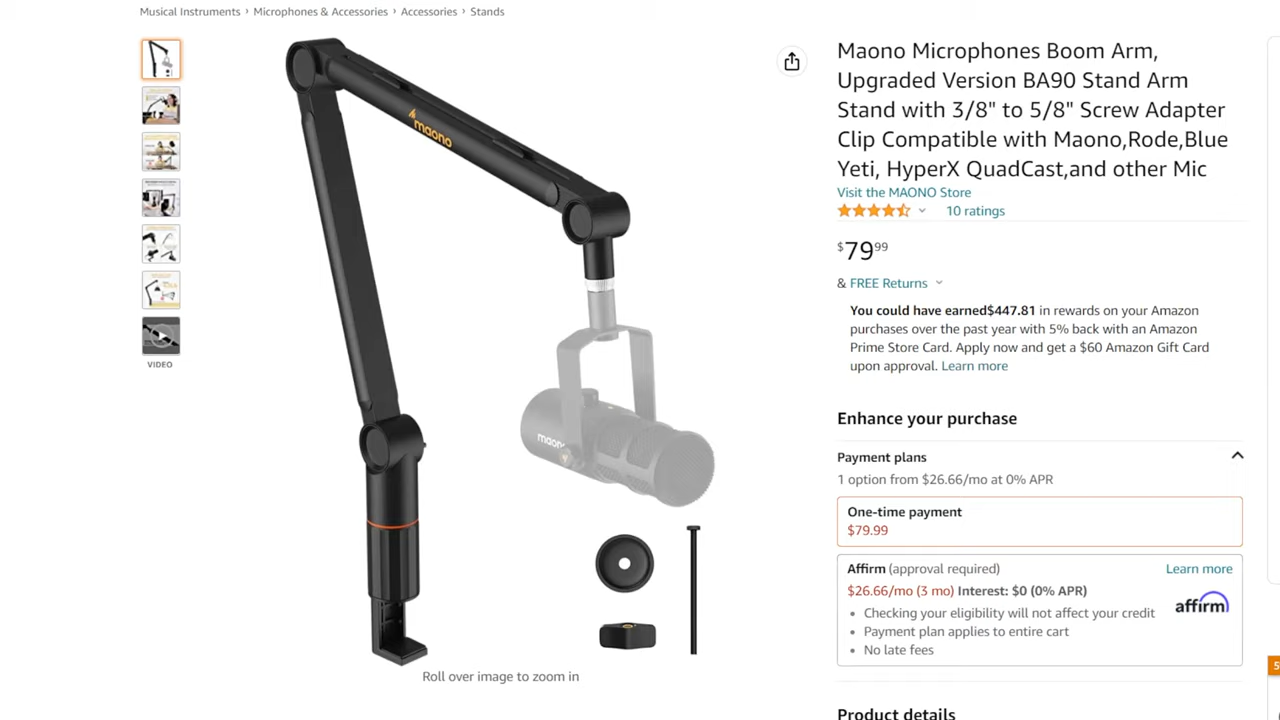 Musical Instruments › Microphones & Accessories › Accessories › Stands
maono
maono
VIDEO
Roll over image to zoom in
Maono Microphones Boom Arm,
Upgraded Version BA90 Stand Arm
Stand with 3/8" to 5/8" Screw Adapter
Clip Compatible with Maono,Rode,Blue
Yeti, HyperX QuadCast,and other Mic
Visit the MAONO Store
10 ratings
$79.99
& FREE Returns
You could have earned$447.81 in rewards on your Amazon
purchases over the past year with 5% back with an Amazon
Prime Store Card. Apply now and get a $60 Amazon Gift Card
upon approval. Learn more
Enhance your purchase
Payment plans
1 option from $26.66/mo at 0% APR
One-time payment
$79.99
Affirm (approval required) Learn more
$26.66/mo (3 mo) Interest: $0 (0% APR)
• Checking your eligibility will not affect your credit
• Payment plan applies to entire cart
• No late fees
affirm
Product details